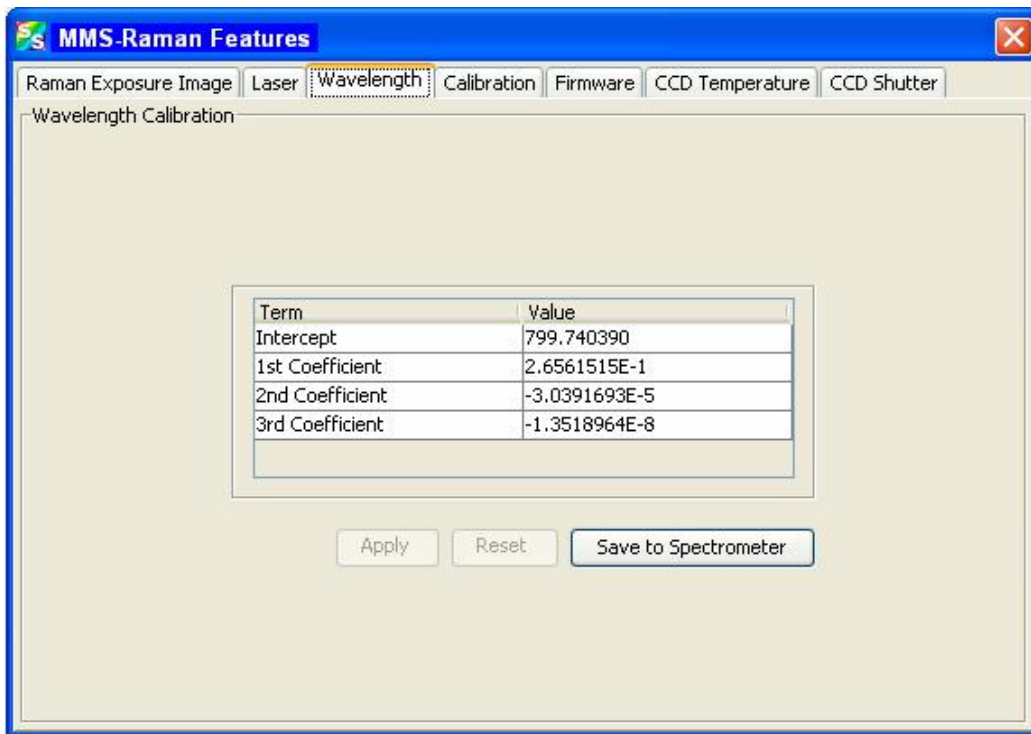 MMS-Raman Features
Raman Exposure Image Laser Wavelength Calibration Firmware CCD Temperature CCD Shutter
Wavelength Calibration
Term Value
Intercept 799.740390
1st Coefficient 2.6561515E-1
2nd Coefficient -3.0391693E-5
3rd Coefficient -1.3518964E-8
Apply Reset Save to Spectrometer